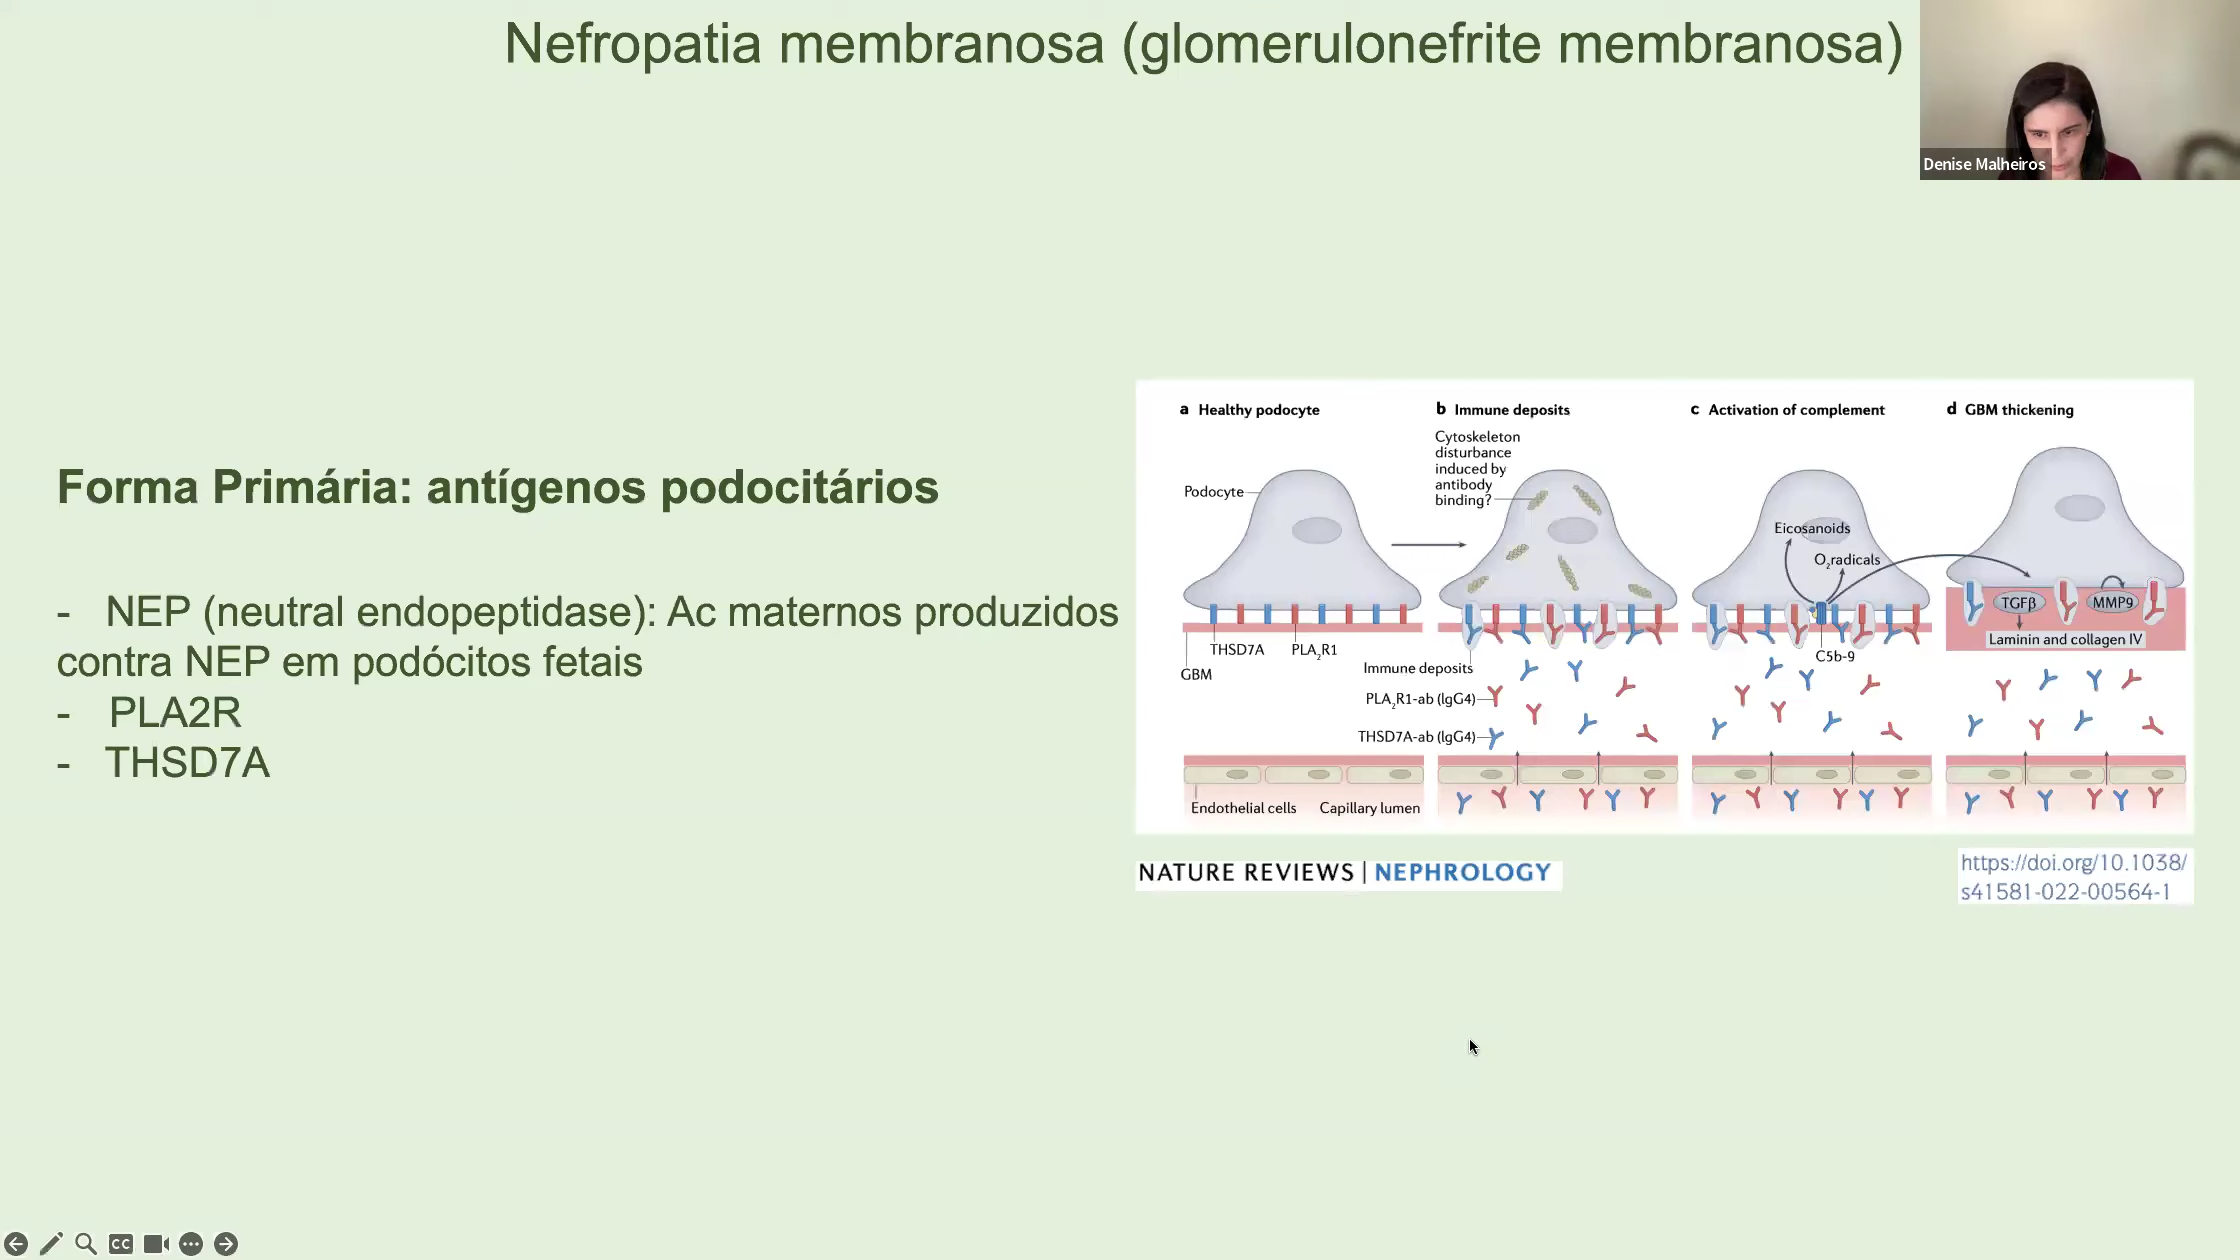 Nefropatia membranosa (glomerulonefrite membranosa)
Denise Malheiros
Forma Primária: antígenos podocitários
- NEP (neutral endopeptidase): Ac maternos produzidos
contra NEP em podócitos fetais
- PLA2R
- THSD7A
a Healthy podocyte
Podocyte
THSD7A
PLA2R1
GBM
Endothelial cells
Capillary lumen
b Immune deposits
Cytoskeleton
disturbance
induced by
antibody
binding?
Immune deposits
PLA2R1-ab (IgG4)
THSD7A-ab (IgG4)
c Activation of complement
Eicosanoids
O2radicals
C5b-9
d GBM thickening
TGFβ
MMP9
Laminin and collagen IV
NATURE REVIEWS | NEPHROLOGY
https://doi.org/10.1038/
s41581-022-00564-1
CC